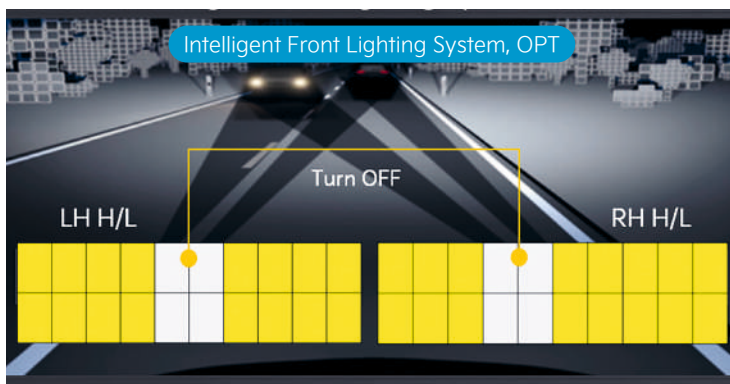 Intelligent Front Lighting System, OPT
Turn OFF
LH H/L
RH H/L